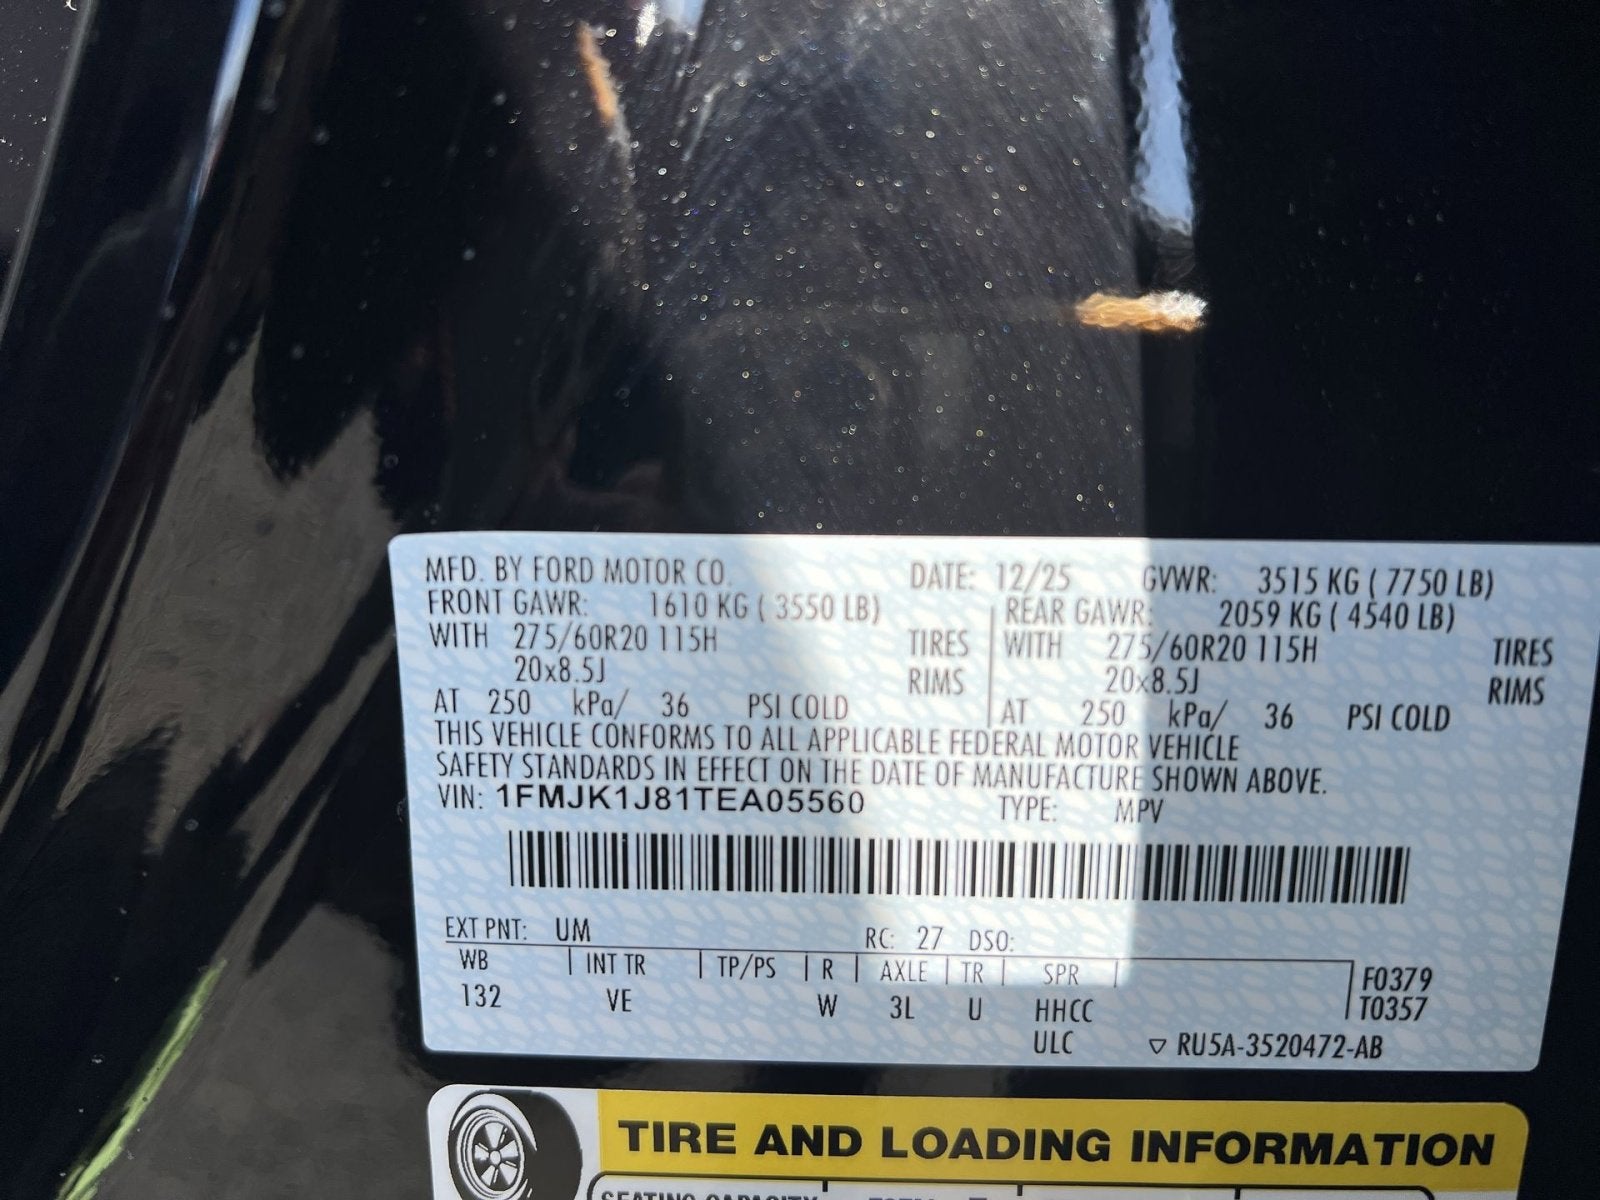 MFD. BY FORD MOTOR CO. DATE: 12/25 GVWR: 3515 KG ( 7750 LB)
FRONT GAWR: 1610 KG ( 3550 LB) REAR GAWR: 2059 KG ( 4540 LB)
WITH 275/60R20 115H TIRES WITH 275/60R20 115H TIRES
20x8.5J RIMS 20x8.5J RIMS
AT 250 kPa/ 36 PSI COLD AT 250 kPa/ 36 PSI COLD
THIS VEHICLE CONFORMS TO ALL APPLICABLE FEDERAL MOTOR VEHICLE
SAFETY STANDARDS IN EFFECT ON THE DATE OF MANUFACTURE SHOWN ABOVE.
VIN: 1FMJK1J81TEA05560 TYPE: MPV
EXT PNT: UM RC: 27 DSO:
WB INT TR TP/PS R AXLE TR SPR F0379
132 VE W 3L U HHCC T0357
ULC ▽ RU5A-3520472-AB
TIRE AND LOADING INFORMATION
SEATING CAPACITY